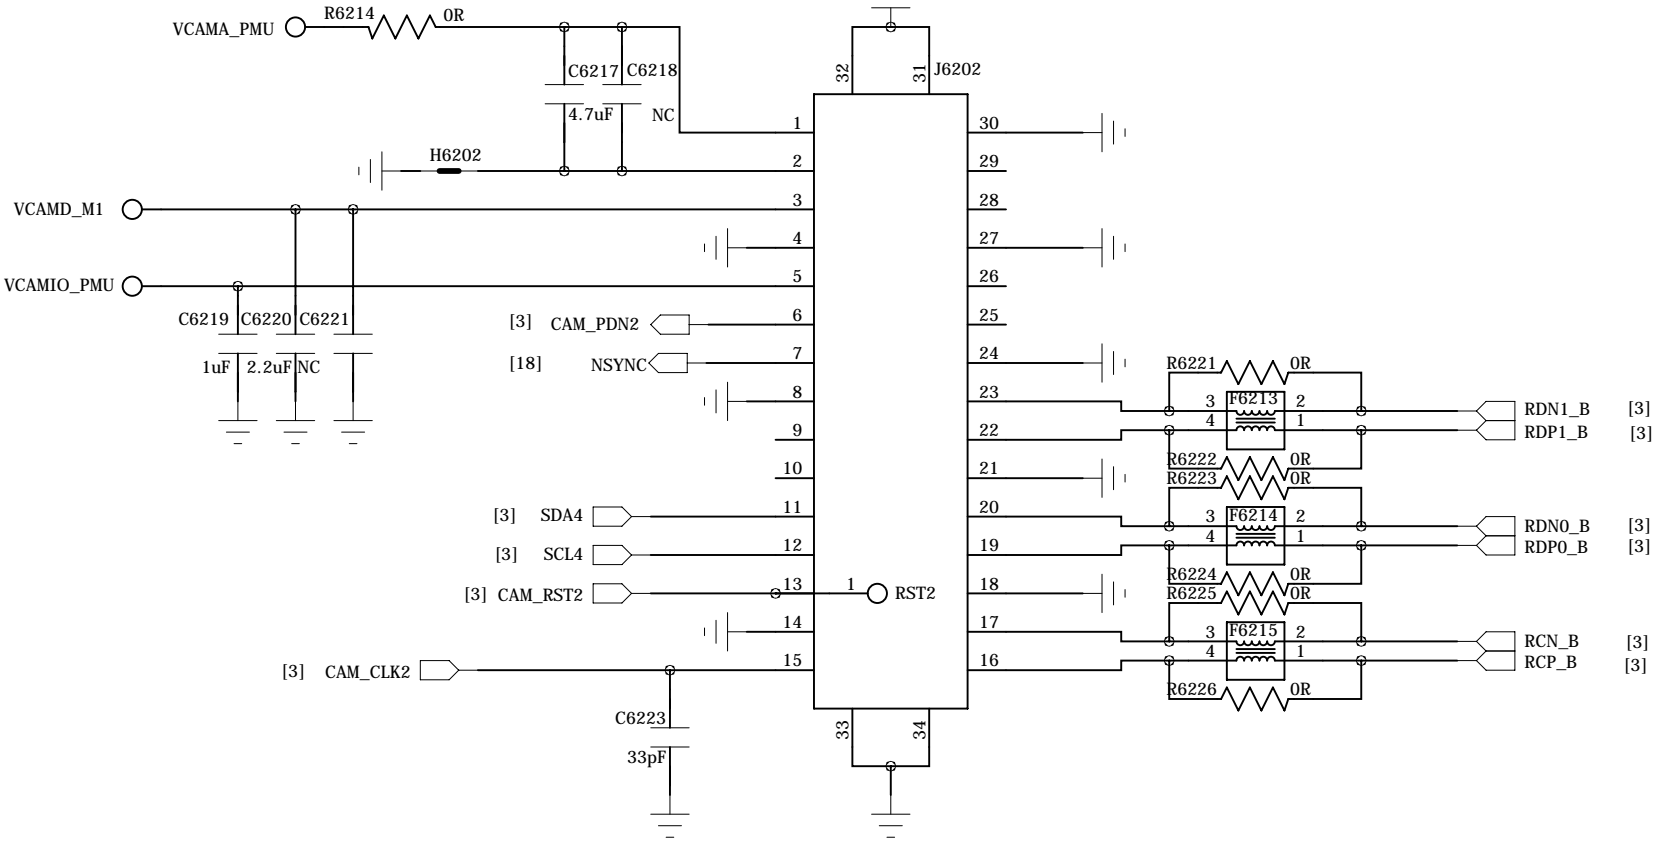 R6214 0R
VCAMA_PMU
C6217 C6218
32 31 J6202
4.7uF NC
1 30
H6202
2 29
VCAMD_M1
3 28
4 27
VCAMIO_PMU
5 26
C6219 C6220 C6221
[3] CAM_PDN2 6 25
1uF 2.2uF NC
[18] NSYNC 7 24
R6221 0R
8 23
3 F6213 2 RDN1_B [3]
4 1 RDP1_B [3]
9 22
R6222 0R
10 21
R6223 0R
[3] SDA4 11 20
3 F6214 2 RDN0_B [3]
4 1 RDP0_B [3]
[3] SCL4 12 19
R6224 0R
[3] CAM_RST2 13 1 RST2 18
R6225 0R
14 17
3 F6215 2 RCN_B [3]
4 1 RCP_B [3]
[3] CAM_CLK2 15 16
R6226 0R
C6223
33 34
33pF